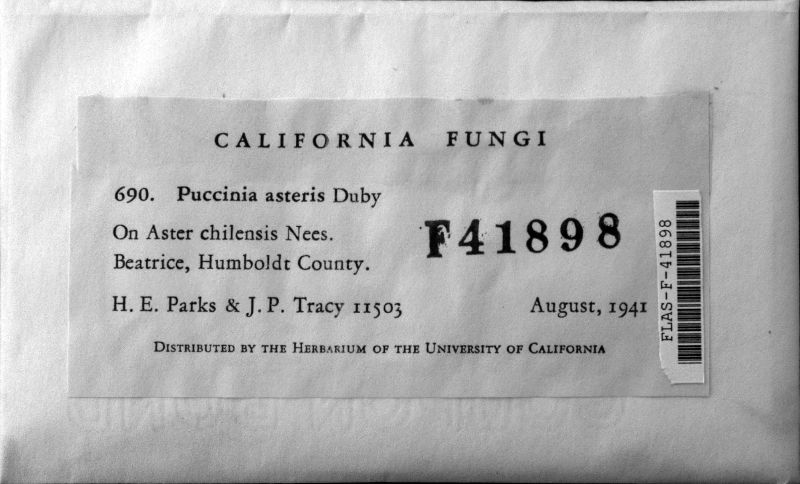 CALIFORNIA FUNGI
690. Puccinia asteris Duby
On Aster chilensis Nees.
Beatrice, Humboldt County.
F41898
H. E. Parks & J. P. Tracy 11503
August, 1941
DISTRIBUTED BY THE HERBARIUM OF THE UNIVERSITY OF CALIFORNIA
FLAS-F-41898